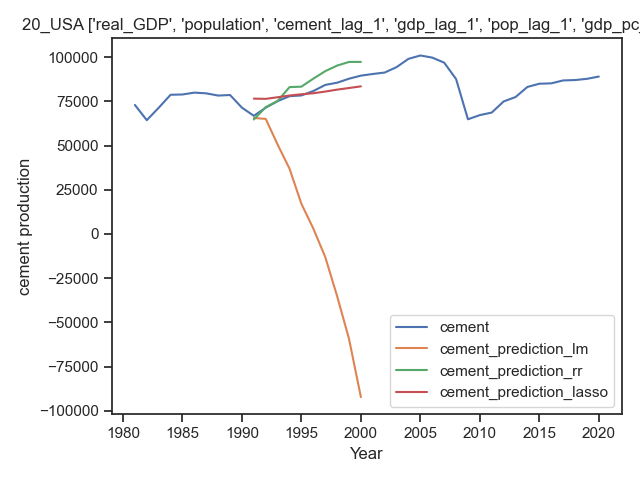 20_USA ['real_GDP', 'population', 'cement_lag_1', 'gdp_lag_1', 'pop_lag_1', 'gdp_pc_
100000
75000
50000
25000
0
−25000
−50000
−75000
−100000
cement production
1980 1985 1990 1995 2000 2005 2010 2015 2020
Year
cement
cement_prediction_lm
cement_prediction_rr
cement_prediction_lasso